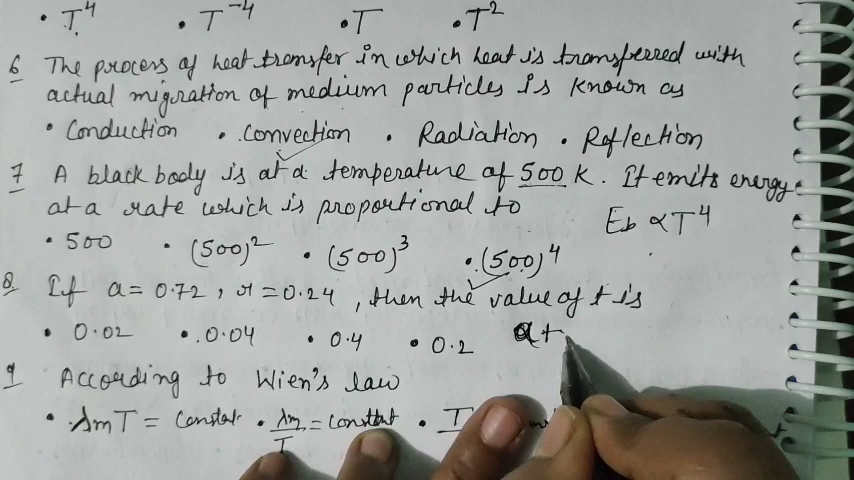 • T⁴ • T⁻⁴ • T • T²
6 The process of heat transfer in which heat is transferred with
actual migration of medium particles is known as
• Conduction • Convection • Radiation • Reflection
7 A black body is at a temperature of 500 K. It emits energy
at a rate which is proportional to Eb ∝ T⁴
• 500 • (500)² • (500)³ • (500)⁴
8 If a = 0.72, r = 0.24, then the value of t is
• 0.02 • 0.04 • 0.4 • 0.2 a+
9 According to Wien's law
• λmT = constat • λm/T = constant • T